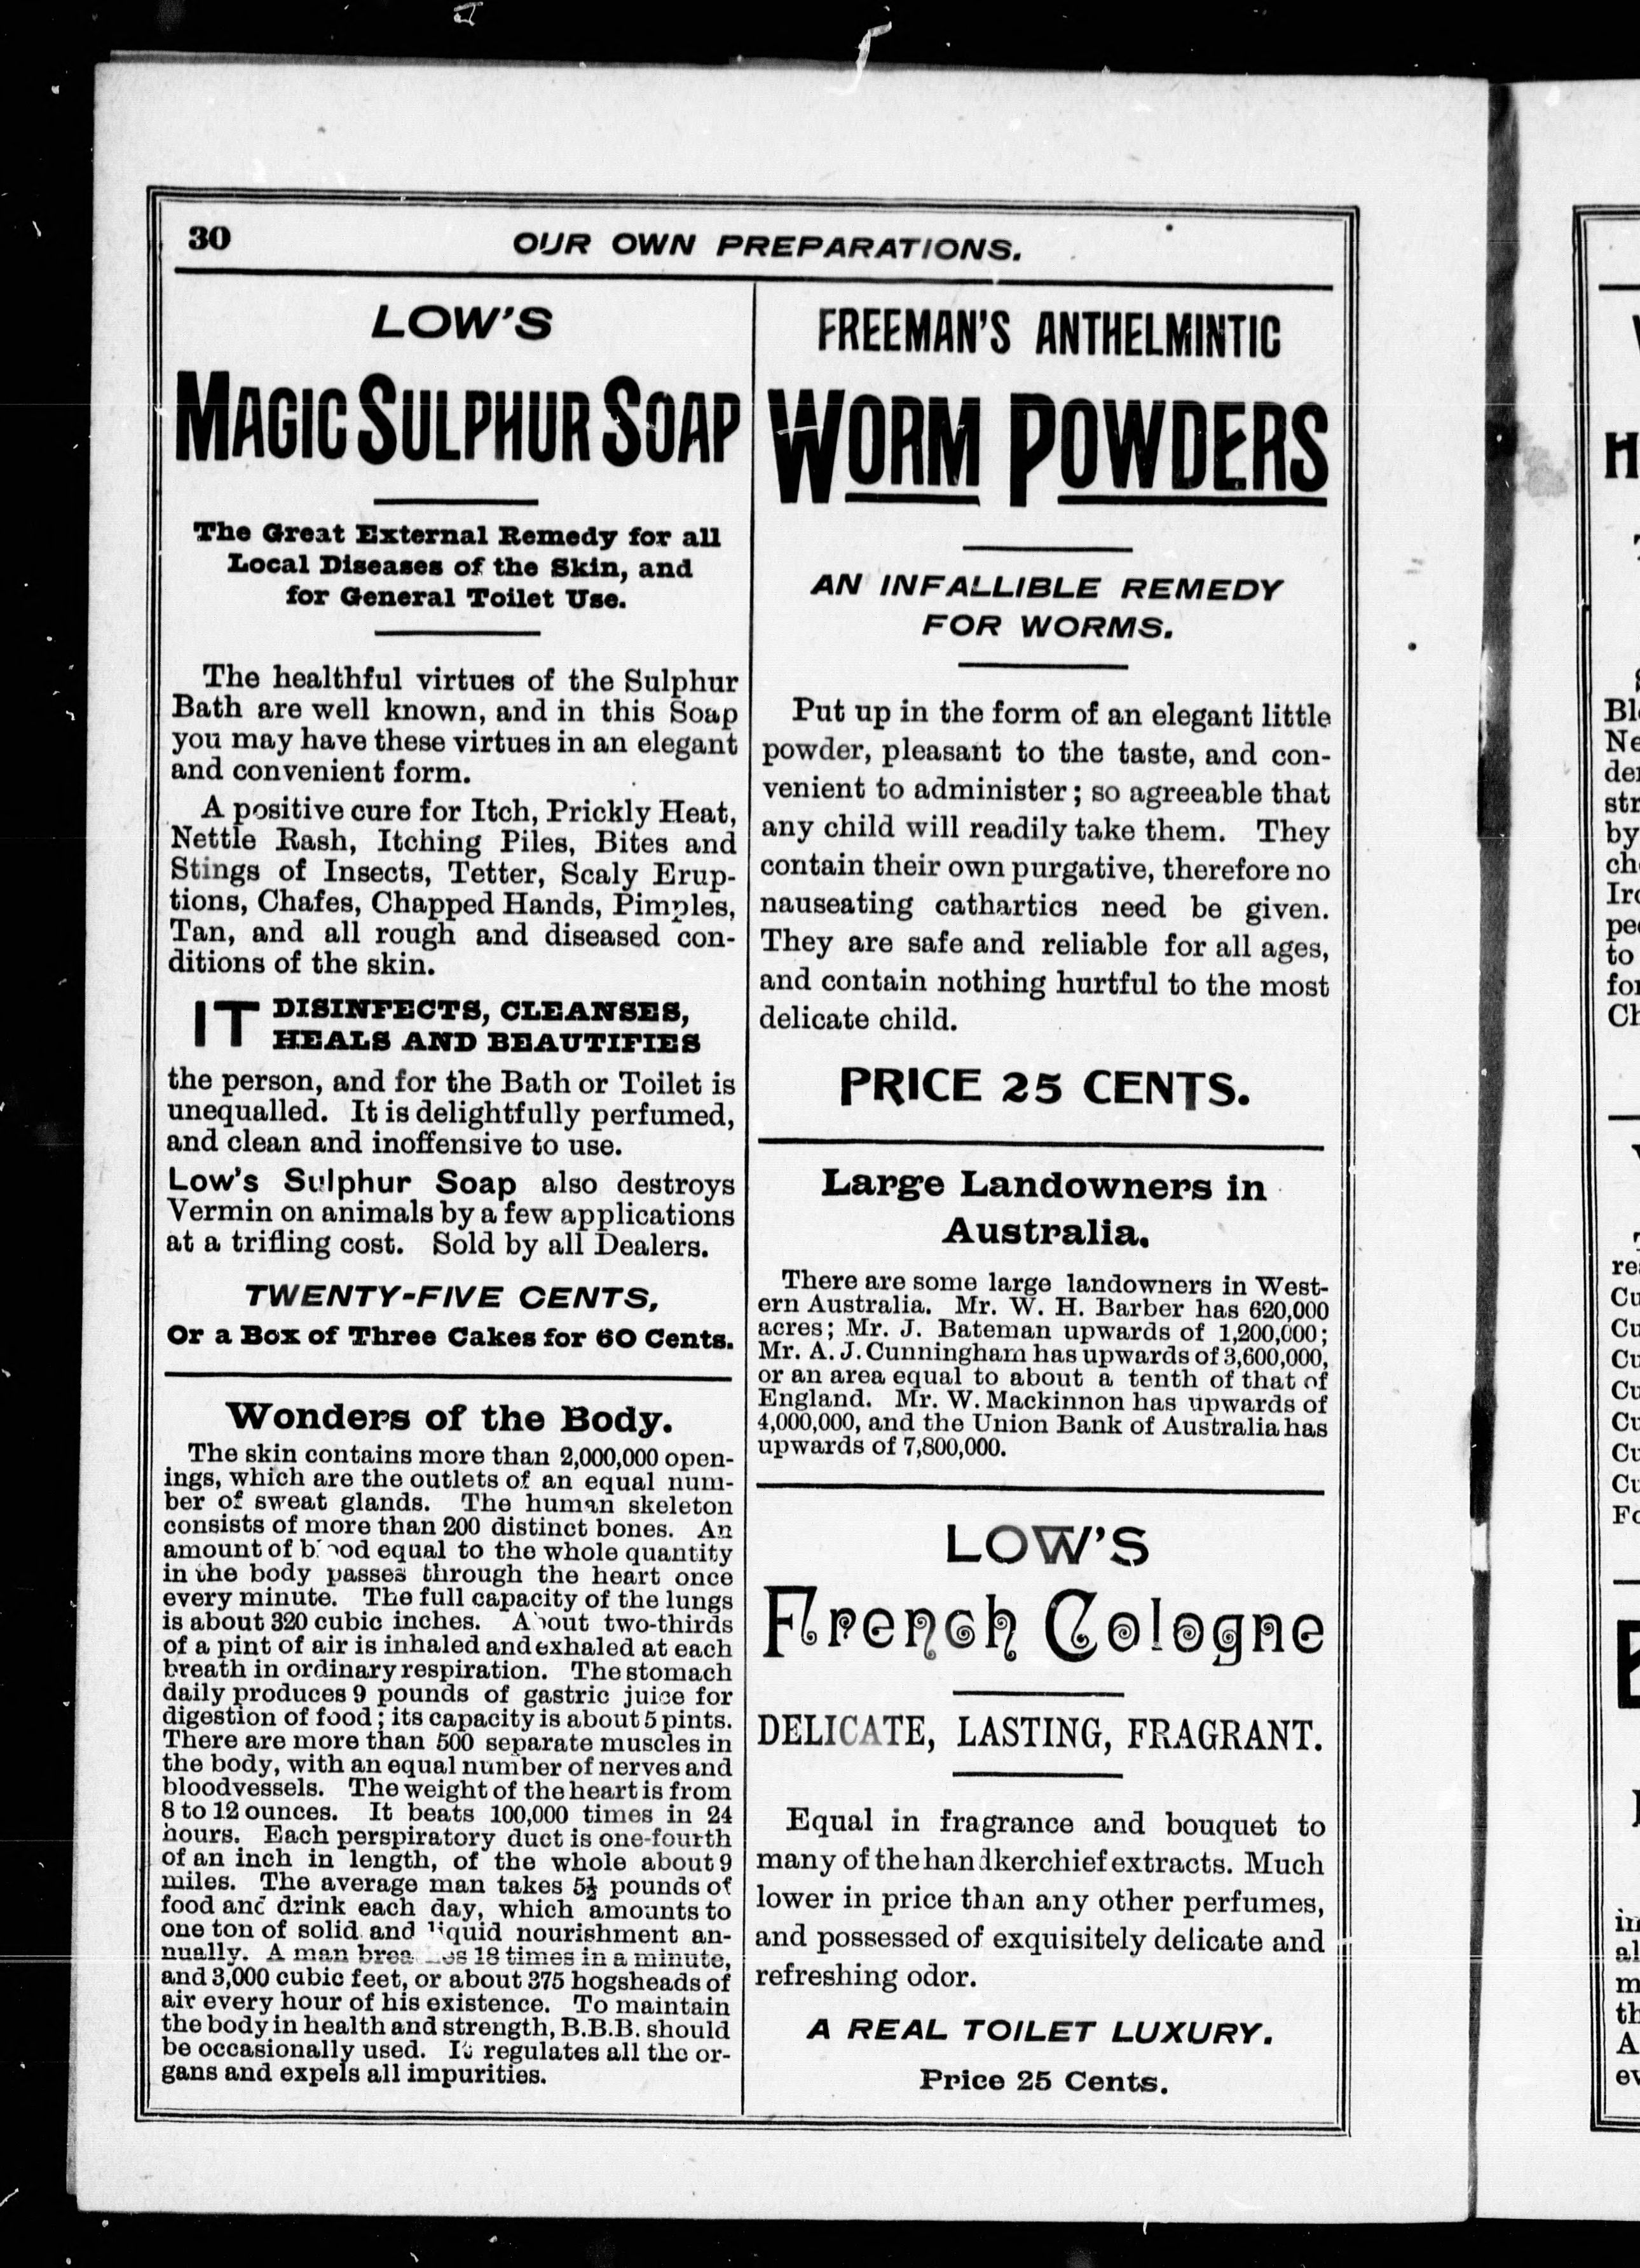 30
OUR OWN PREPARATIONS.
LOW'S
MAGIC SULPHUR SOAP
The Great External Remedy for all
Local Diseases of the Skin, and
for General Toilet Use.
The healthful virtues of the Sulphur
Bath are well known, and in this Soap
you may have these virtues in an elegant
and convenient form.
A positive cure for Itch, Prickly Heat,
Nettle Rash, Itching Piles, Bites and
Stings of Insects, Tetter, Scaly Erup-
tions, Chafes, Chapped Hands, Pimples,
Tan, and all rough and diseased con-
ditions of the skin.
IT DISINFECTS, CLEANSES,
HEALS AND BEAUTIFIES
the person, and for the Bath or Toilet is
unequalled. It is delightfully perfumed,
and clean and inoffensive to use.
Low's Sulphur Soap also destroys
Vermin on animals by a few applications
at a trifling cost. Sold by all Dealers.
TWENTY-FIVE CENTS,
Or a Box of Three Cakes for 60 Cents.
Wonders of the Body.
The skin contains more than 2,000,000 open-
ings, which are the outlets of an equal num-
ber of sweat glands. The human skeleton
consists of more than 200 distinct bones. An
amount of blood equal to the whole quantity
in the body passes through the heart once
every minute. The full capacity of the lungs
is about 320 cubic inches. About two-thirds
of a pint of air is inhaled and exhaled at each
breath in ordinary respiration. The stomach
daily produces 9 pounds of gastric juice for
digestion of food; its capacity is about 5 pints.
There are more than 500 separate muscles in
the body, with an equal number of nerves and
bloodvessels. The weight of the heart is from
8 to 12 ounces. It beats 100,000 times in 24
hours. Each perspiratory duct is one-fourth
of an inch in length, of the whole about 9
miles. The average man takes 5½ pounds of
food and drink each day, which amounts to
one ton of solid and liquid nourishment an-
nually. A man breathes 18 times in a minute,
and 3,000 cubic feet, or about 375 hogsheads of
air every hour of his existence. To maintain
the body in health and strength, B.B.B. should
be occasionally used. It regulates all the or-
gans and expels all impurities.
FREEMAN'S ANTHELMINTIC
WORM POWDERS
AN INFALLIBLE REMEDY
FOR WORMS.
Put up in the form of an elegant little
powder, pleasant to the taste, and con-
venient to administer; so agreeable that
any child will readily take them. They
contain their own purgative, therefore no
nauseating cathartics need be given.
They are safe and reliable for all ages,
and contain nothing hurtful to the most
delicate child.
PRICE 25 CENTS.
Large Landowners in
Australia.
There are some large landowners in West-
ern Australia. Mr. W. H. Barber has 620,000
acres; Mr. J. Bateman upwards of 1,200,000;
Mr. A. J. Cunningham has upwards of 3,600,000,
or an area equal to about a tenth of that of
England. Mr. W. Mackinnon has upwards of
4,000,000, and the Union Bank of Australia has
upwards of 7,800,000.
LOW'S
French Cologne
DELICATE, LASTING, FRAGRANT.
Equal in fragrance and bouquet to
many of the handkerchief extracts. Much
lower in price than any other perfumes,
and possessed of exquisitely delicate and
refreshing odor.
A REAL TOILET LUXURY.
Price 25 Cents.